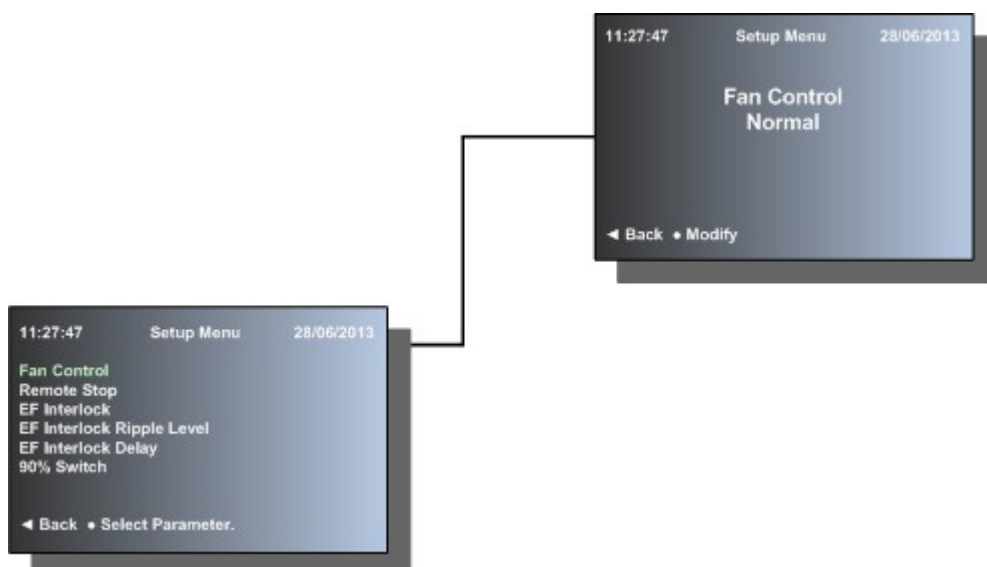 11:27:47 Setup Menu 28/06/2013
Fan Control
Normal
◄ Back ● Modify
11:27:47 Setup Menu 28/06/2013
Fan Control
Remote Stop
EF Interlock
EF Interlock Ripple Level
EF Interlock Delay
90% Switch
◄ Back ● Select Parameter.